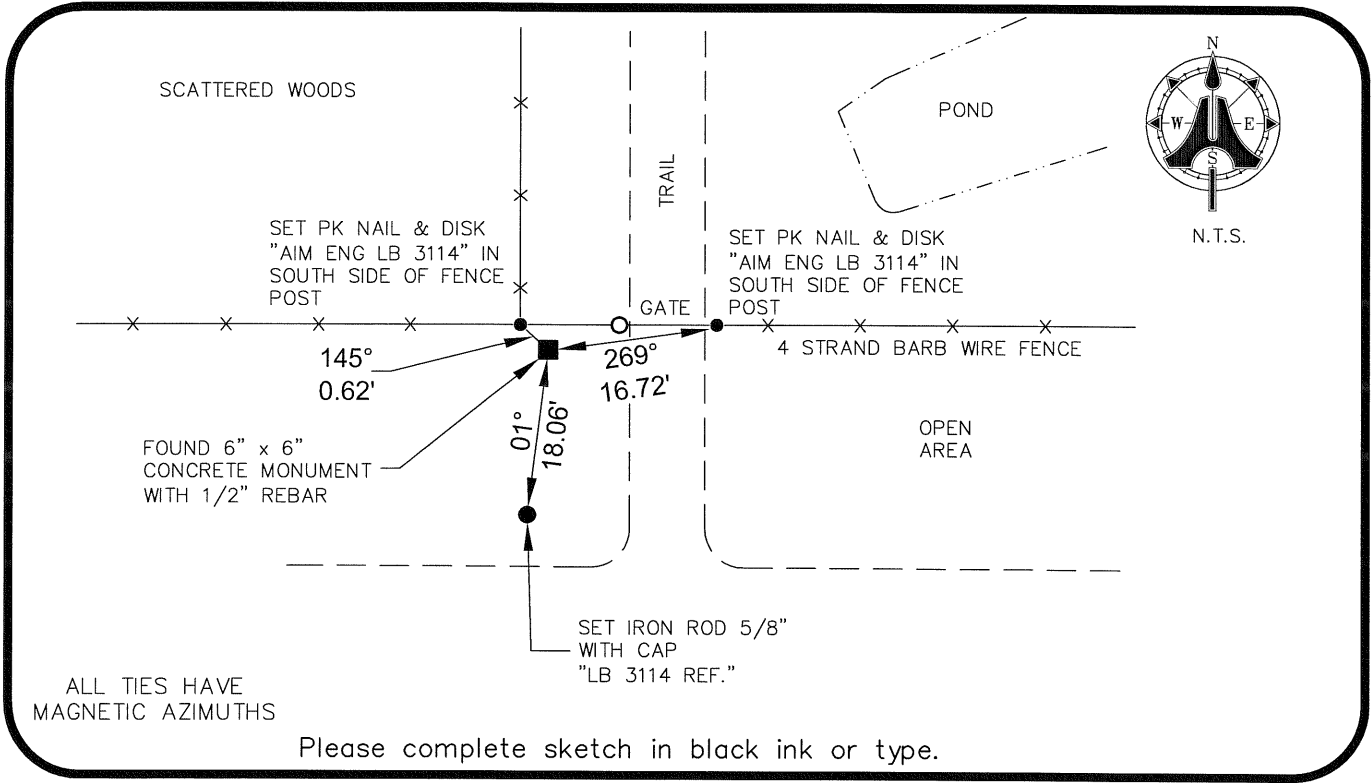 SCATTERED WOODS
POND
N
W
E
S
N.T.S.
TRAIL
SET PK NAIL & DISK
"AIM ENG LB 3114" IN
SOUTH SIDE OF FENCE
POST
SET PK NAIL & DISK
"AIM ENG LB 3114" IN
SOUTH SIDE OF FENCE
POST
GATE
4 STRAND BARB WIRE FENCE
145°
0.62'
269°
16.72'
01°
18.06'
FOUND 6" x 6"
CONCRETE MONUMENT
WITH 1/2" REBAR
OPEN
AREA
SET IRON ROD 5/8"
WITH CAP
"LB 3114 REF."
ALL TIES HAVE
MAGNETIC AZIMUTHS
Please complete sketch in black ink or type.